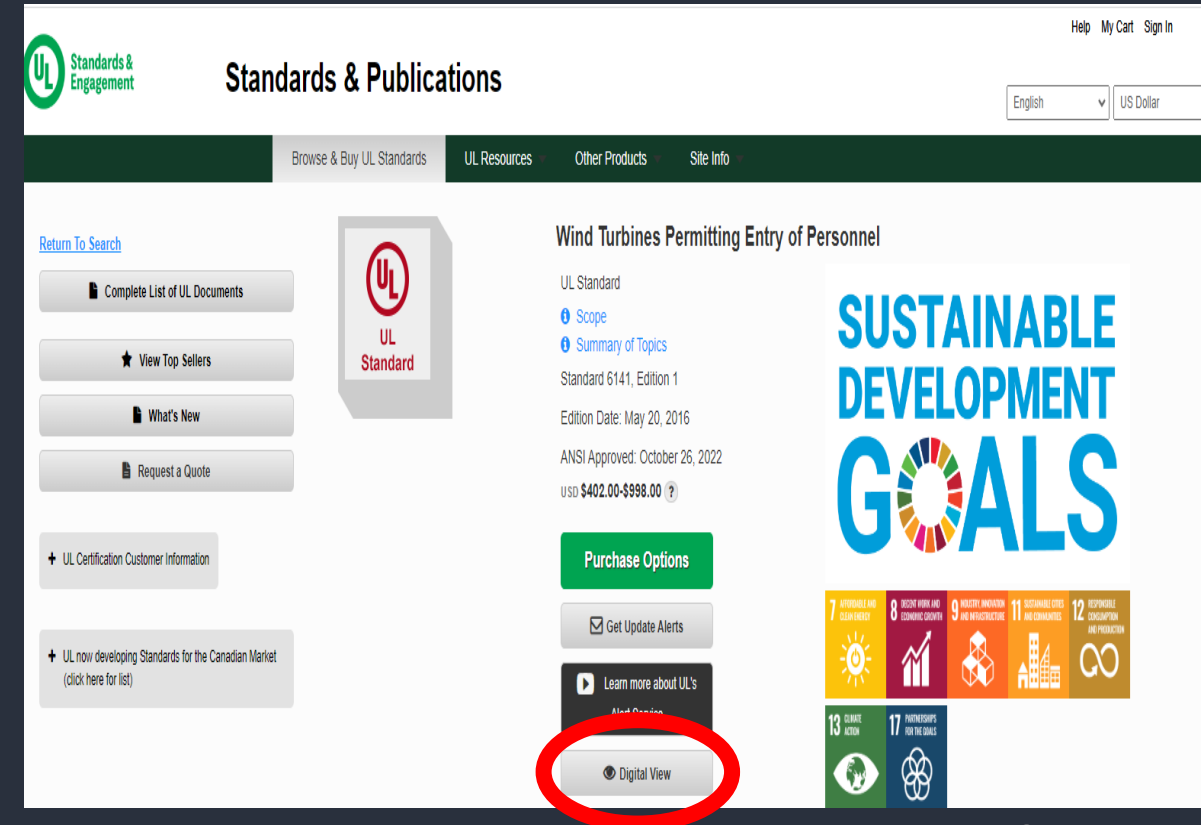 Help My Cart Sign In
UL Standards &
Engagement
Standards & Publications
English
US Dollar
Browse & Buy UL Standards
UL Resources
Other Products
Site Info
Return To Search
Complete List of UL Documents
View Top Sellers
What's New
Request a Quote
+ UL Certification Customer Information
+ UL now developing Standards for the Canadian Market
(click here for list)
UL
UL
Standard
Wind Turbines Permitting Entry of Personnel
UL Standard
Scope
Summary of Topics
Standard 6141, Edition 1
Edition Date: May 20, 2016
ANSI Approved: October 26, 2022
USD $402.00-$998.00 ?
Purchase Options
Get Update Alerts
Learn more about UL's
Alert Service
Digital View
SUSTAINABLE
DEVELOPMENT
GOALS
7 AFFORDABLE AND
CLEAN ENERGY
8 DECENT WORK AND
ECONOMIC GROWTH
9 INDUSTRY, INNOVATION
AND INFRASTRUCTURE
11 SUSTAINABLE CITIES
AND COMMUNITIES
12 RESPONSIBLE
CONSUMPTION
AND PRODUCTION
13 CLIMATE
ACTION
17 PARTNERSHIPS
FOR THE GOALS